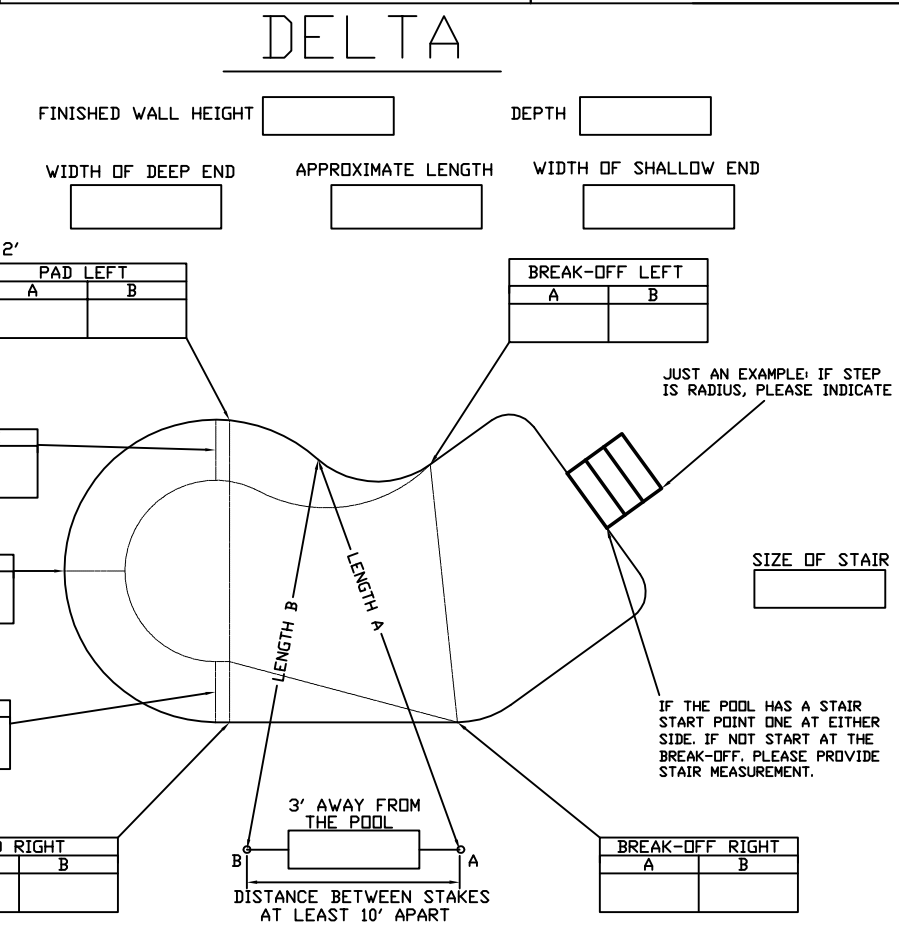 DELTA
FINISHED WALL HEIGHT
DEPTH
WIDTH OF DEEP END
APPROXIMATE LENGTH
WIDTH OF SHALLOW END
2'
PAD LEFT
A B
BREAK-OFF LEFT
A B
JUST AN EXAMPLE; IF STEP
IS RADIUS, PLEASE INDICATE
LENGTH B
LENGTH A
SIZE OF STAIR
IF THE POOL HAS A STAIR
START POINT ONE AT EITHER
SIDE. IF NOT START AT THE
BREAK-OFF. PLEASE PROVIDE
STAIR MEASUREMENT.
3' AWAY FROM
THE POOL
B
A
DISTANCE BETWEEN STAKES
AT LEAST 10' APART
RIGHT
B
BREAK-OFF RIGHT
A B